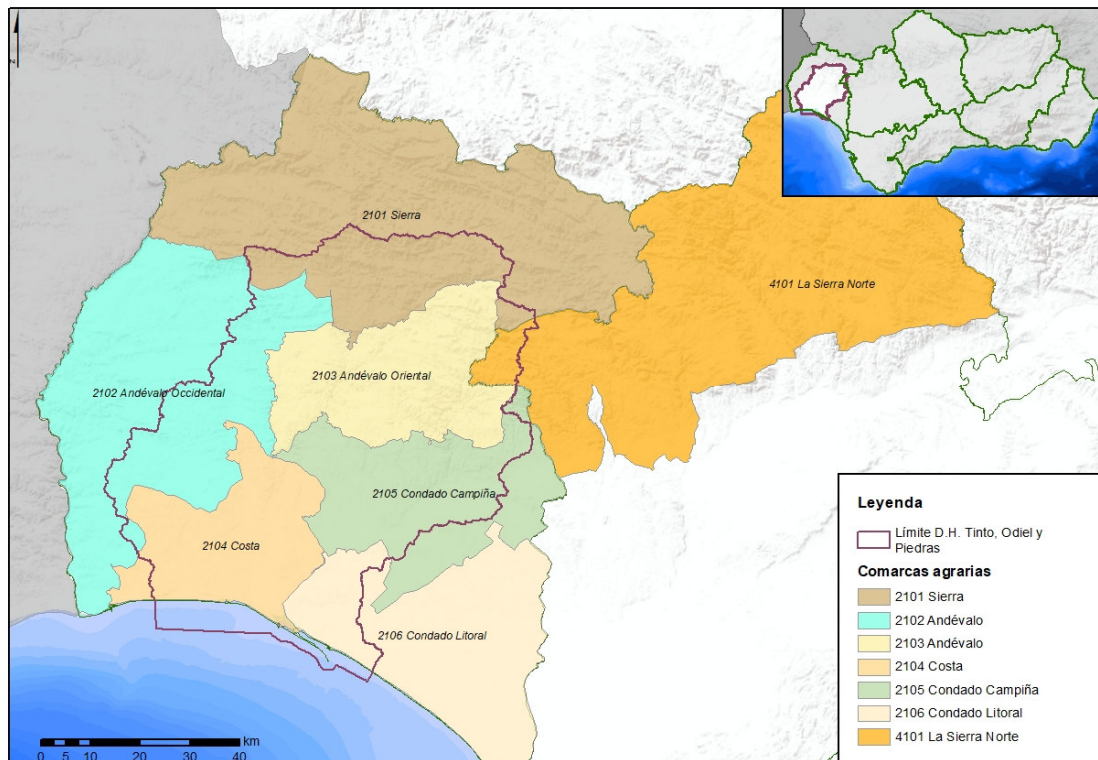 z
2101 Sierra
4101 La Sierra Norte
2103 Andévalo Oriental
2102 Andévalo Occidental
2105 Condado Campiña
2104 Costa
2106 Condado Litoral
km
0 5 10 20 30 40
Leyenda
Límite D.H. Tinto, Odiel y
Piedras
Comarcas agrarias
2101 Sierra
2102 Andévalo
2103 Andévalo
2104 Costa
2105 Condado Campiña
2106 Condado Litoral
4101 La Sierra Norte